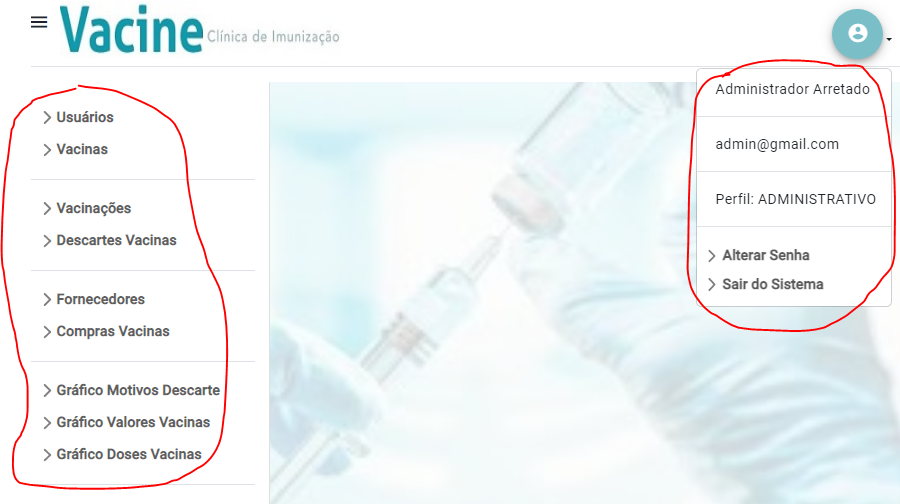 Vacine
Clínica de Imunização
Usuários
Vacinas
Vacinações
Descartes Vacinas
Fornecedores
Compras Vacinas
Gráfico Motivos Descarte
Gráfico Valores Vacinas
Gráfico Doses Vacinas
Administrador Arretado
admin@gmail.com
Perfil: ADMINISTRATIVO
Alterar Senha
Sair do Sistema